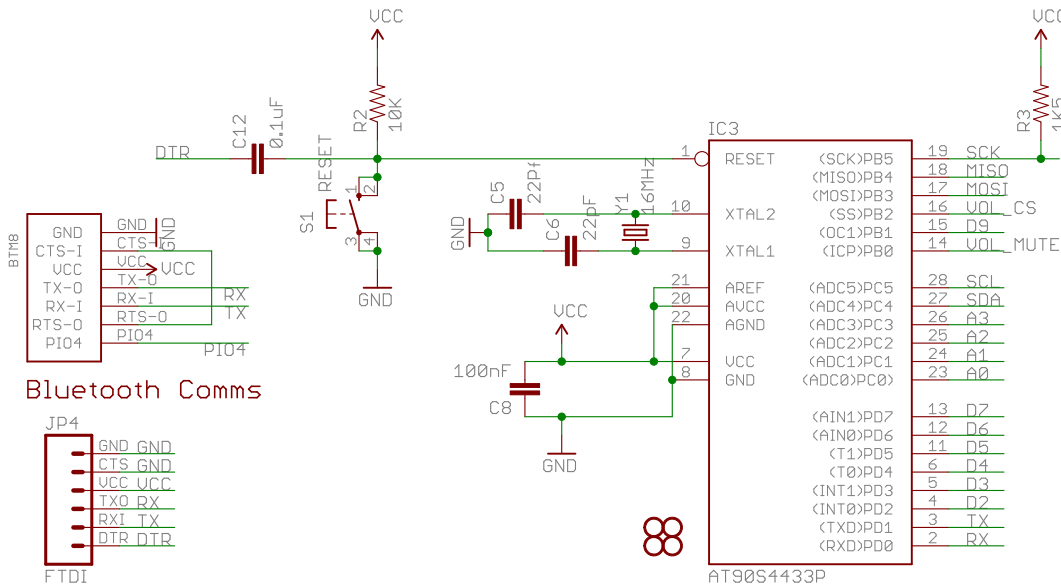 VCC
VCC
R2
10K
R3
1K5
C12
0.1uF
DTR
RESET
S1
1
2
3
4
GND
IC3
1 RESET (SCK)PB5 19 SCK
(MISO)PB4 18 MISO
(MOSI)PB3 17 MOSI
10 XTAL2 (SS)PB2 16 VOL_CS
(OC1)PB1 15 D9
9 XTAL1 (ICP)PB0 14 VOL_MUTE
21 AREF (ADC5)PC5 28 SCL
20 AVCC (ADC4)PC4 27 SDA
22 AGND (ADC3)PC3 26 A3
(ADC2)PC2 25 A2
7 VCC (ADC1)PC1 24 A1
8 GND (ADC0)PC0 23 A0
(AIN1)PD7 13 D7
(AIN0)PD6 12 D6
(T1)PD5 11 D5
(T0)PD4 6 D4
(INT1)PD3 5 D3
(INT0)PD2 4 D2
(TXD)PD1 3 TX
(RXD)PD0 2 RX
AT90S4433P
C5
22Pf
C6
22pF
Y1
16MHz
GND
VCC
100nF
C8
GND
BTM8
GND GND GND
CTS-I CTS-I
VCC VCC VCC
TX-O TX-O RX
RX-I RX-I TX
RTS-O RTS-O
PIO4 PIO4 PIO4
Bluetooth Comms
JP4
GND GND
CTS GND
VCC VCC
TXO RX
RXI TX
DTR DTR
FTDI